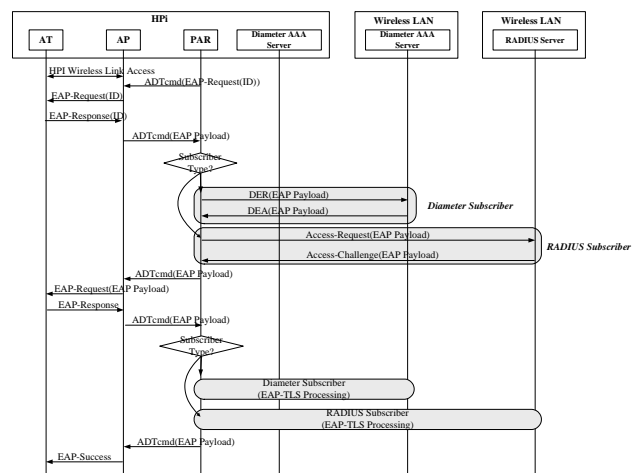 HPi
Wireless LAN
Wireless LAN
AT
AP
PAR
Diameter AAA
Server
Diameter AAA
Server
RADIUS Server
HPI Wireless Link Access
ADTcmd(EAP-Request(ID))
EAP-Request(ID)
EAP-Response(ID)
ADTcmd(EAP Payload)
Subscriber
Type?
DER(EAP Payload)
DEA(EAP Payload)
Diameter Subscriber
Access-Request(EAP Payload)
Access-Challenge(EAP Payload)
RADIUS Subscriber
ADTcmd(EAP Payload)
EAP-Request(EAP Payload)
EAP-Response
ADTcmd(EAP Payload)
Subscriber
Type?
Diameter Subscriber
(EAP-TLS Processing)
RADIUS Subscriber
(EAP-TLS Processing)
ADTcmd(EAP Payload)
EAP-Success